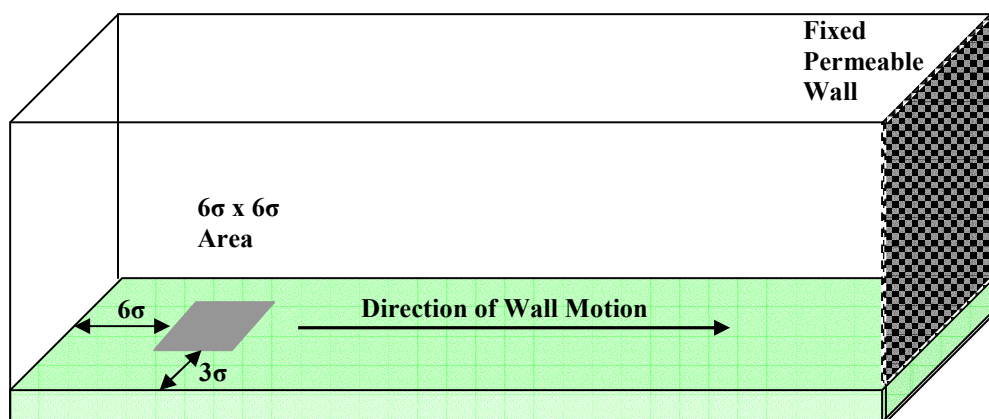 Fixed
Permeable
Wall
6σ x 6σ
Area
6σ
Direction of Wall Motion
3σ